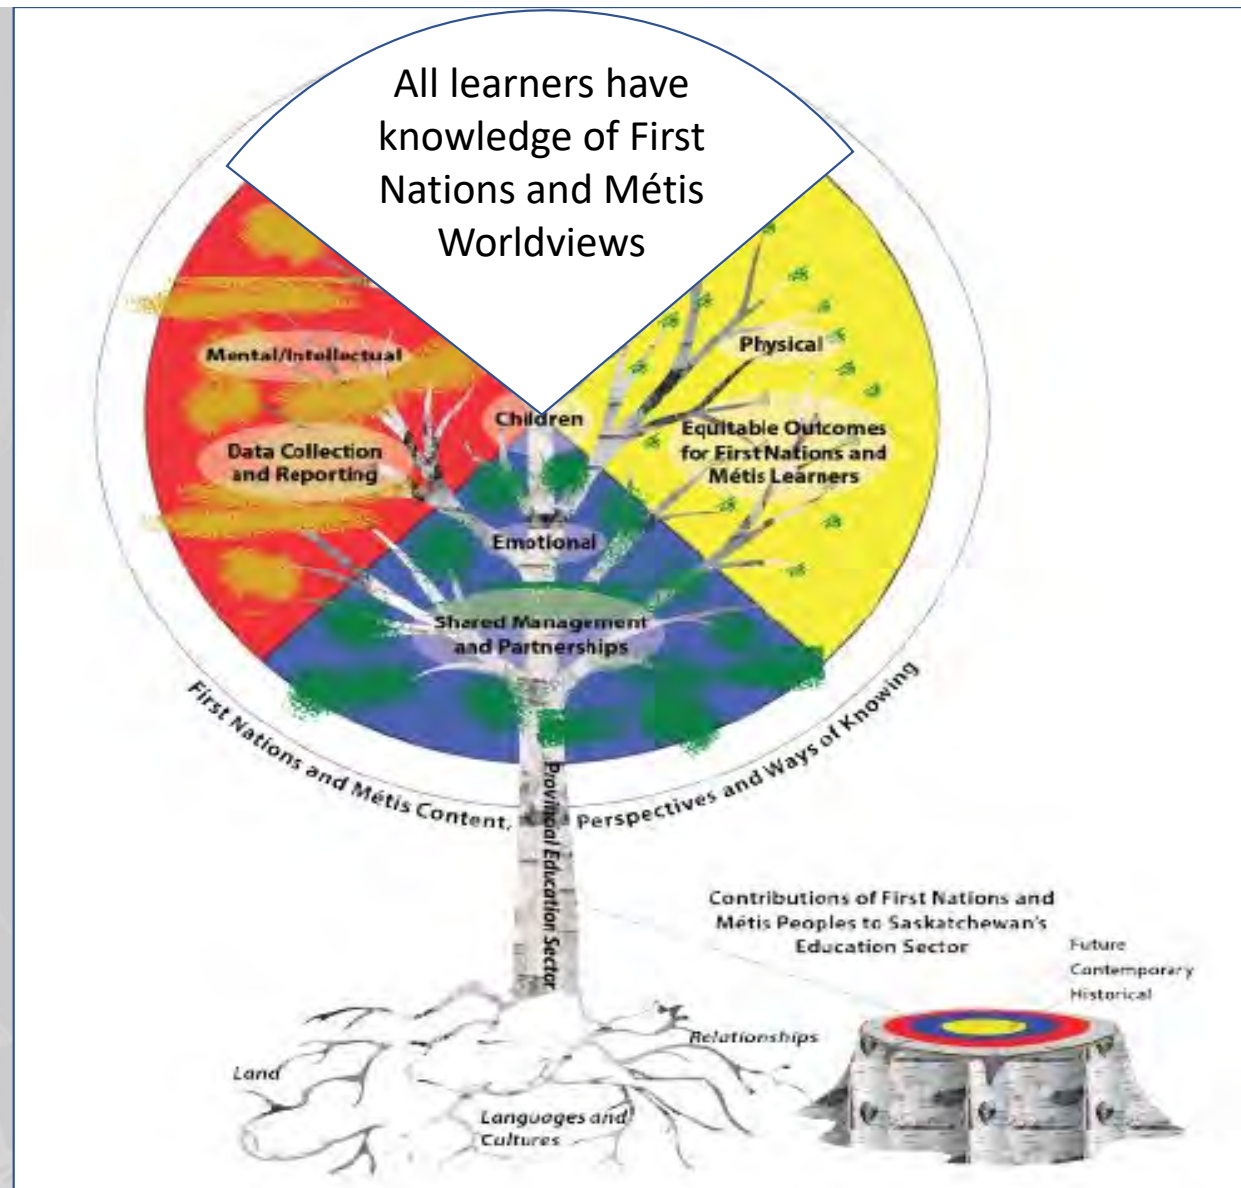 All learners have
knowledge of First
Nations and Métis
Worldviews
Mental/Intellectual
Physical
Children
Data Collection
and Reporting
Equitable Outcomes
for First Nations and
Métis Learners
Emotional
Shared Management
and Partnerships
First Nations and Métis Content, Perspectives and Ways of Knowing
Provincial Education Sector
Contributions of First Nations and
Métis Peoples to Saskatchewan's
Education Sector
Future
Contemporary
Historical
Relationships
Land
Languages and
Cultures